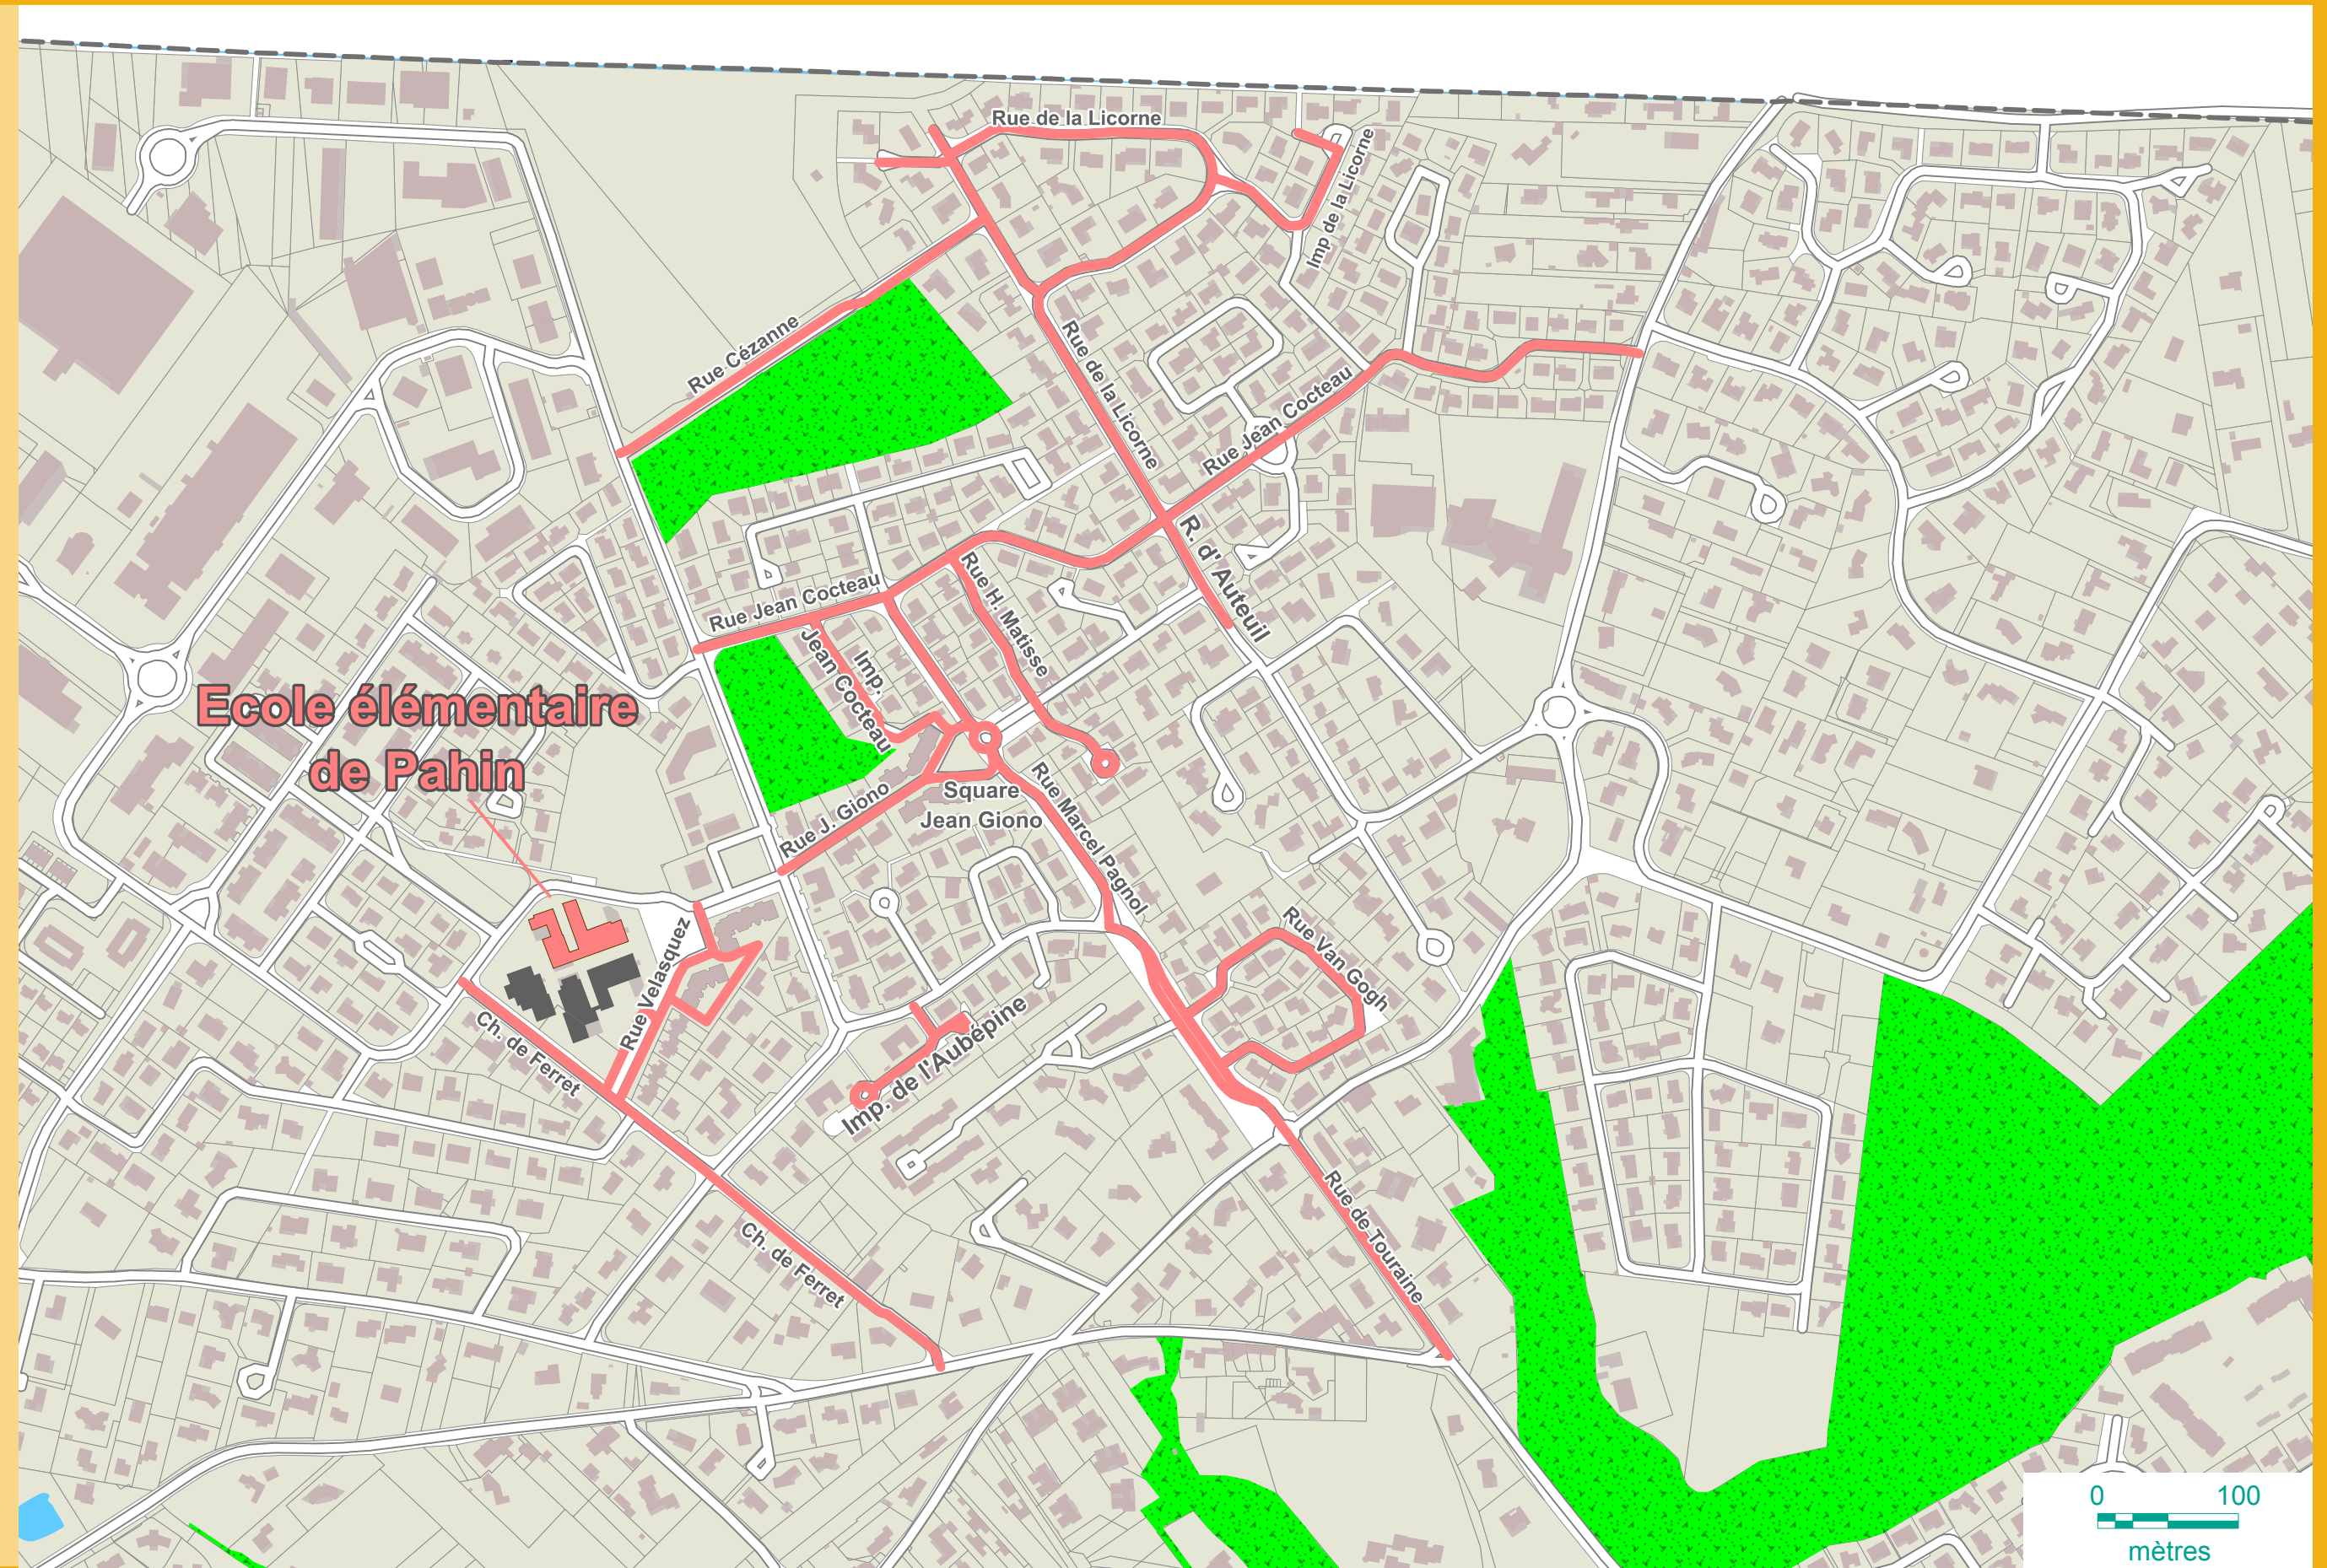 Rue de la Licorne
Imp de la Licorne
Rue Cézanne
Rue de la Licorne
Rue Jean Cocteau
R. d' Auteuil
Rue H. Matisse
Rue Jean Cocteau
Imp.
Jean Cocteau
Ecole élémentaire
de Pahin
Square
Jean Giono
Rue J. Giono
Rue Marcel Pagnol
Rue Van Gogh
Rue Velasquez
Ch. de Ferret
Imp. de l'Aubépine
Rue de Touraine
Ch. de Ferret
0 100
mètres